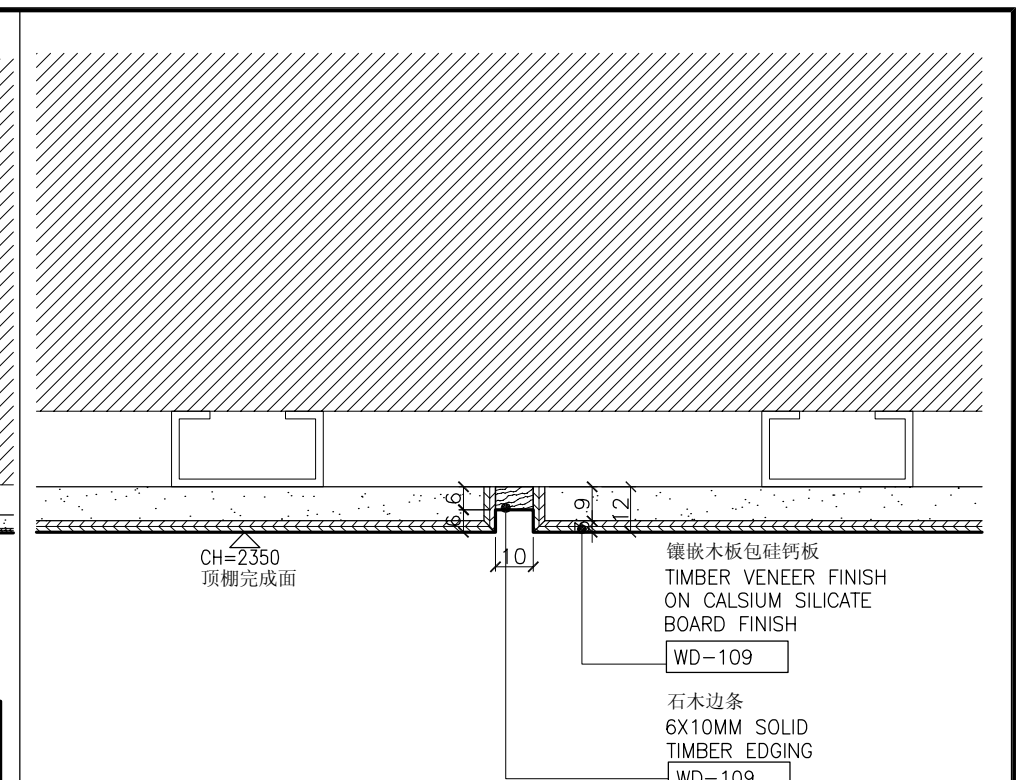 6
6
9
3
12
10
CH=2350
顶棚完成面
镶嵌木板包硅钙板
TIMBER VENEER FINISH
ON CALSIUM SILICATE
BOARD FINISH
WD-109
石木边条
6X10MM SOLID
TIMBER EDGING
WD-109